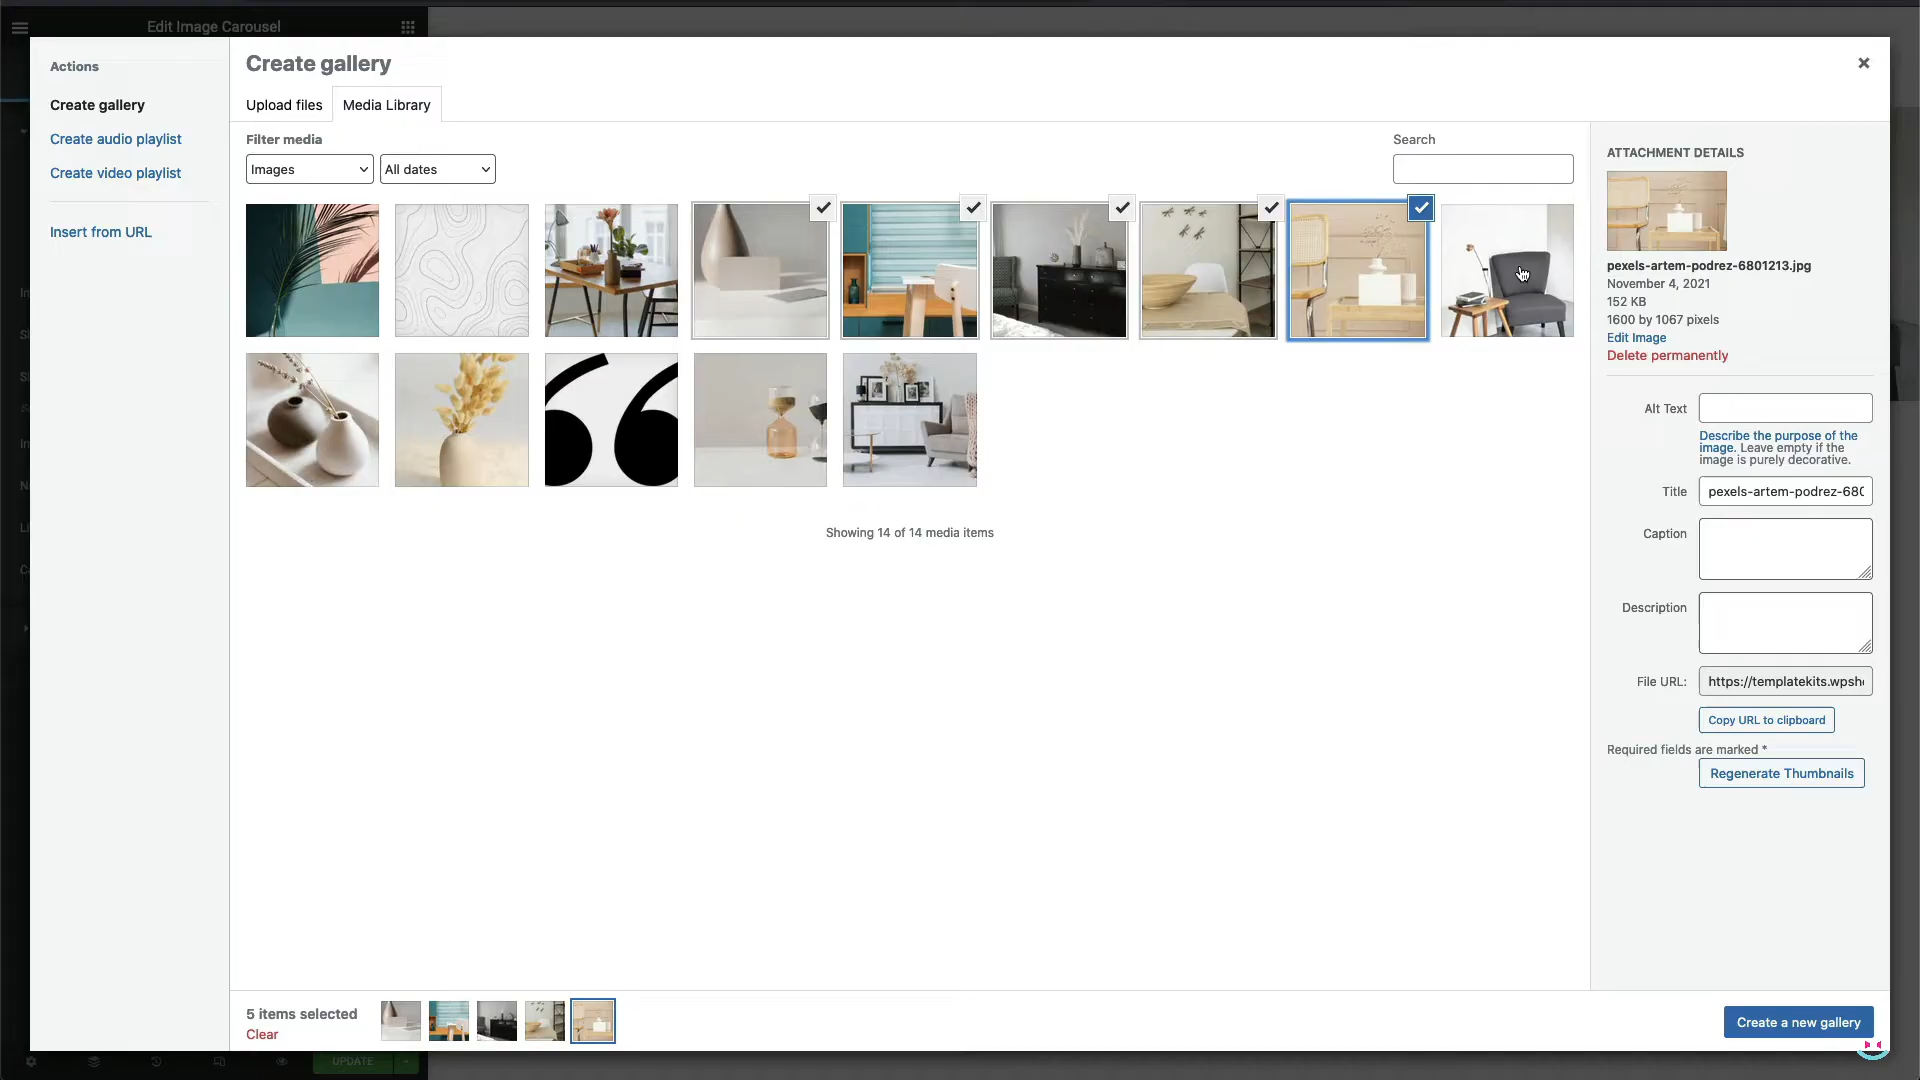 Edit Image Carousel
Actions
Create gallery
Create audio playlist
Create video playlist
Insert from URL
Create gallery
Upload files
Media Library
Filter media
Images
All dates
Search
Showing 14 of 14 media items
ATTACHMENT DETAILS
pexels-artem-podrez-6801213.jpg
November 4, 2021
152 KB
1600 by 1067 pixels
Edit Image
Delete permanently
Alt Text
Describe the purpose of the
image. Leave empty if the
image is purely decorative.
Title
pexels-artem-podrez-680
Caption
Description
File URL:
https://templatekits.wpsh
Copy URL to clipboard
Required fields are marked *
Regenerate Thumbnails
5 items selected
Clear
Create a new gallery
UPDATE